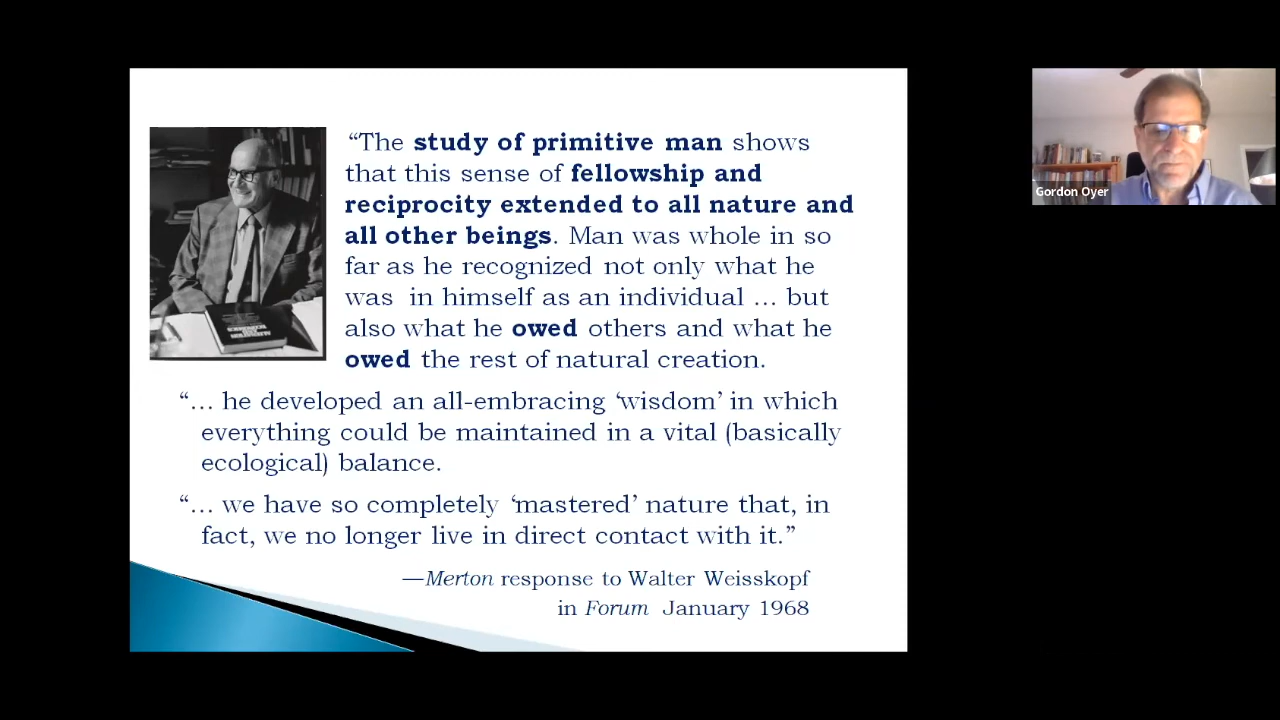 “The study of primitive man shows
that this sense of fellowship and
reciprocity extended to all nature and
all other beings. Man was whole in so
far as he recognized not only what he
was in himself as an individual … but
also what he owed others and what he
owed the rest of natural creation.
“… he developed an all-embracing ‘wisdom’ in which
everything could be maintained in a vital (basically
ecological) balance.
“… we have so completely ‘mastered’ nature that, in
fact, we no longer live in direct contact with it.”
—Merton response to Walter Weisskopf
in Forum January 1968
Gordon Oyer